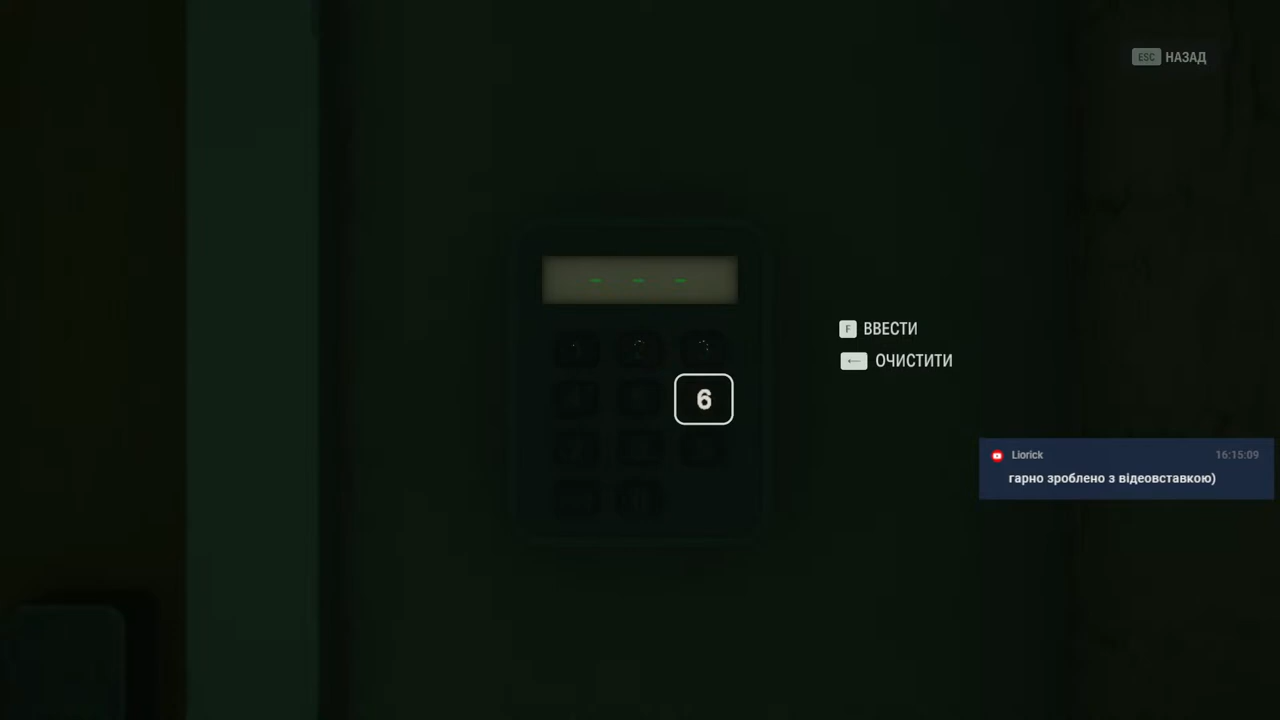 ESC НАЗАД
- - -
F ВВЕСТИ
← ОЧИСТИТИ
6
Liorick 16:15:09
гарно зроблено з відеовставкою)